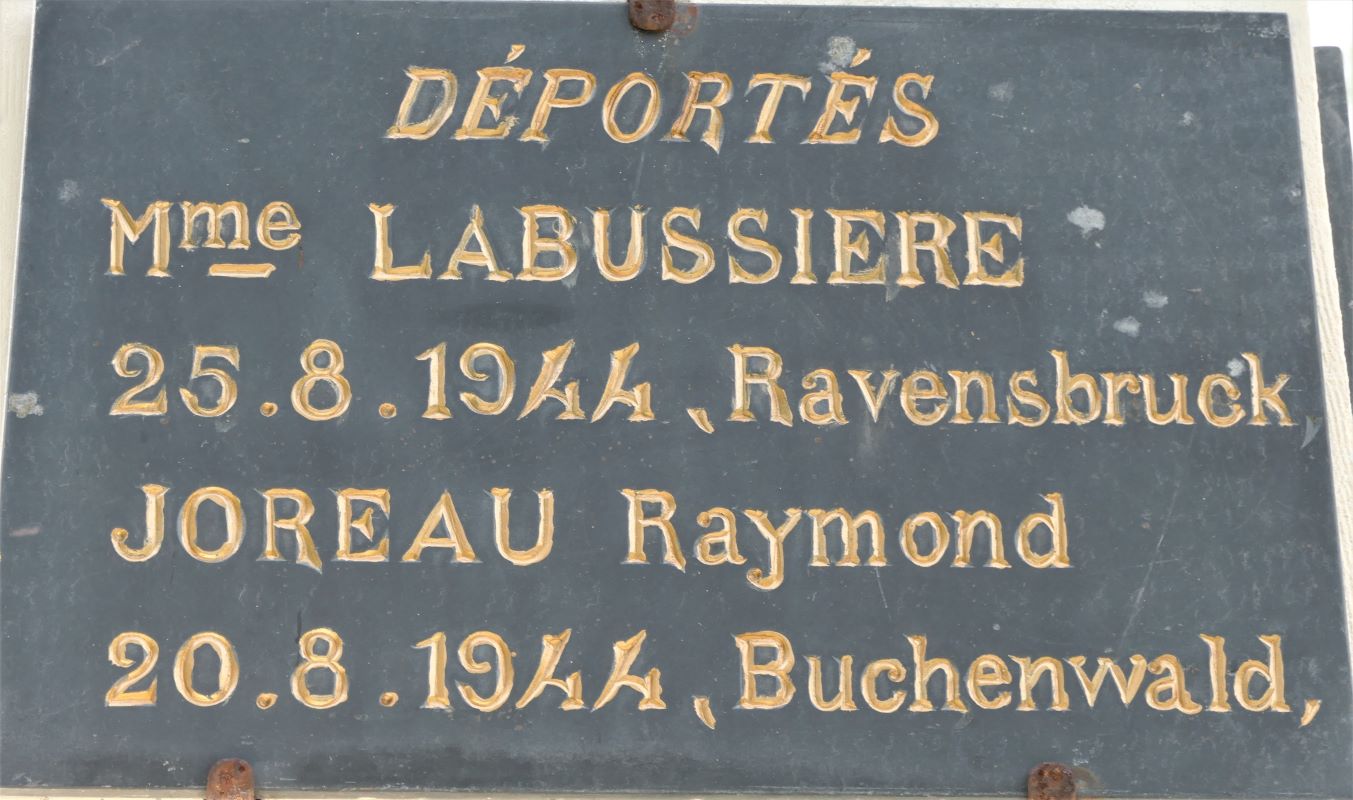 DÉPORTÉS
Mme LABUSSIERE
25.8.1944, Ravensbruck,
JOREAU Raymond
20.8.1944, Buchenwald,